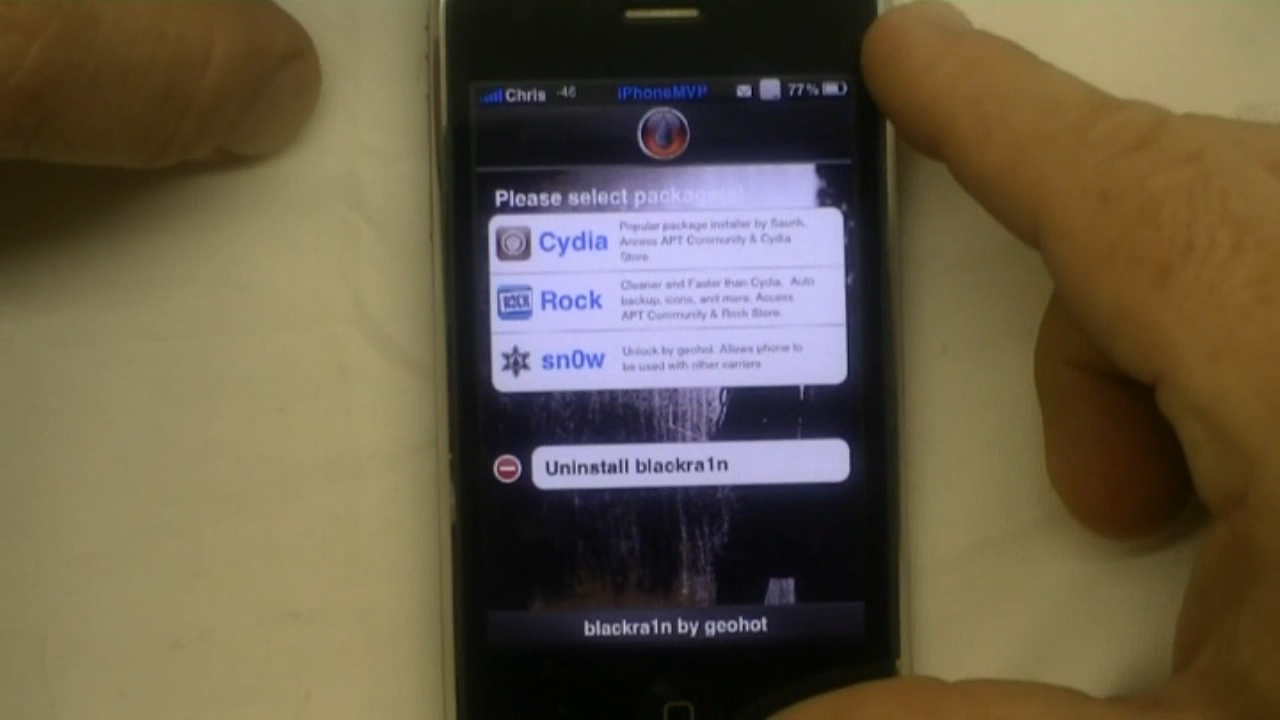 Chris -46 iPhoneMVP 77%
Please select package(s)
Cydia
Popular package installer by Saurik.
Access APT Community & Cydia
Store
ROCK
Rock
Cleaner and Faster than Cydia. Auto
backup, icons, and more. Access
APT Community & Rock Store.
sn0w
Unlock by geohot. Allows phone to
be used with other carriers
Uninstall blackra1n
blackra1n by geohot